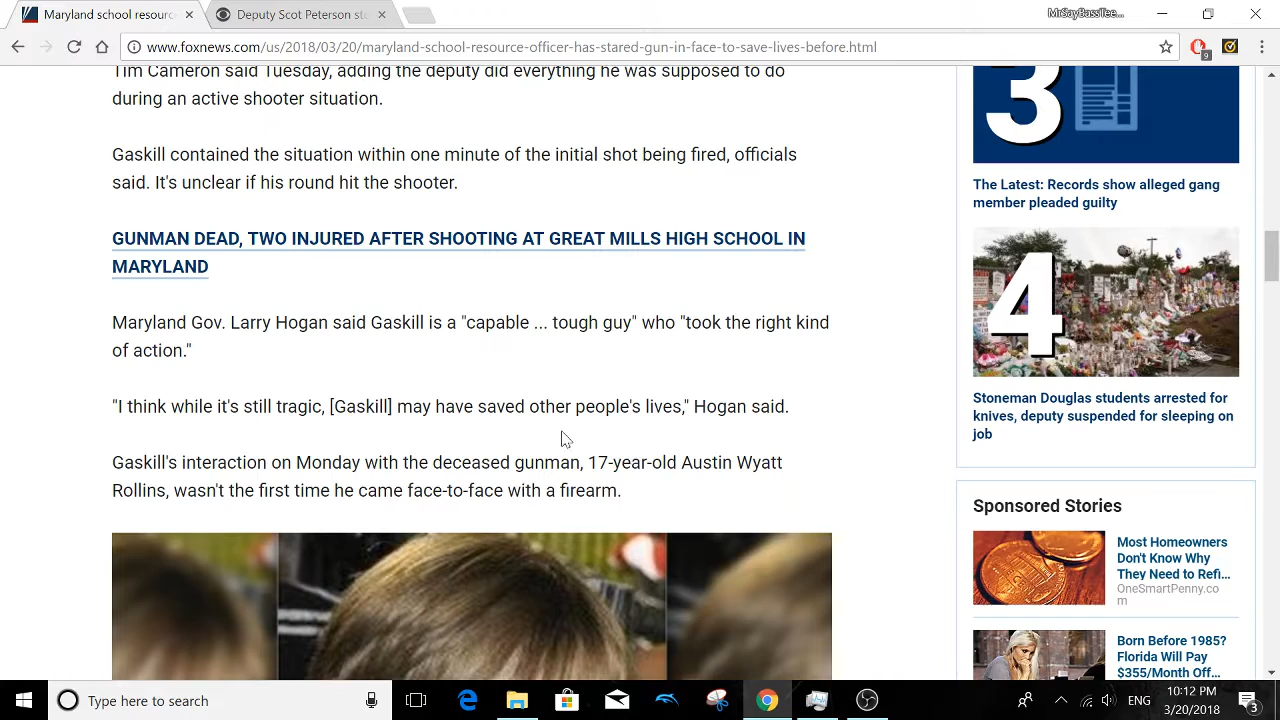 Maryland school resourc
Deputy Scot Peterson st
MrSayBassTee...
www.foxnews.com/us/2018/03/20/maryland-school-resource-officer-has-stared-gun-in-face-to-save-lives-before.html
9
Tim Cameron said Tuesday, adding the deputy did everything he was supposed to do
during an active shooter situation.
Gaskill contained the situation within one minute of the initial shot being fired, officials
said. It's unclear if his round hit the shooter.
GUNMAN DEAD, TWO INJURED AFTER SHOOTING AT GREAT MILLS HIGH SCHOOL IN
MARYLAND
Maryland Gov. Larry Hogan said Gaskill is a "capable ... tough guy" who "took the right kind
of action."
"I think while it's still tragic, [Gaskill] may have saved other people's lives," Hogan said.
Gaskill's interaction on Monday with the deceased gunman, 17-year-old Austin Wyatt
Rollins, wasn't the first time he came face-to-face with a firearm.
3
The Latest: Records show alleged gang
member pleaded guilty
4
Stoneman Douglas students arrested for
knives, deputy suspended for sleeping on
job
Sponsored Stories
Most Homeowners
Don't Know Why
They Need to Refi...
OneSmartPenny.co
m
Born Before 1985?
Florida Will Pay
$355/Month Off...
Type here to search
ENG
10:12 PM
3/20/2018
3